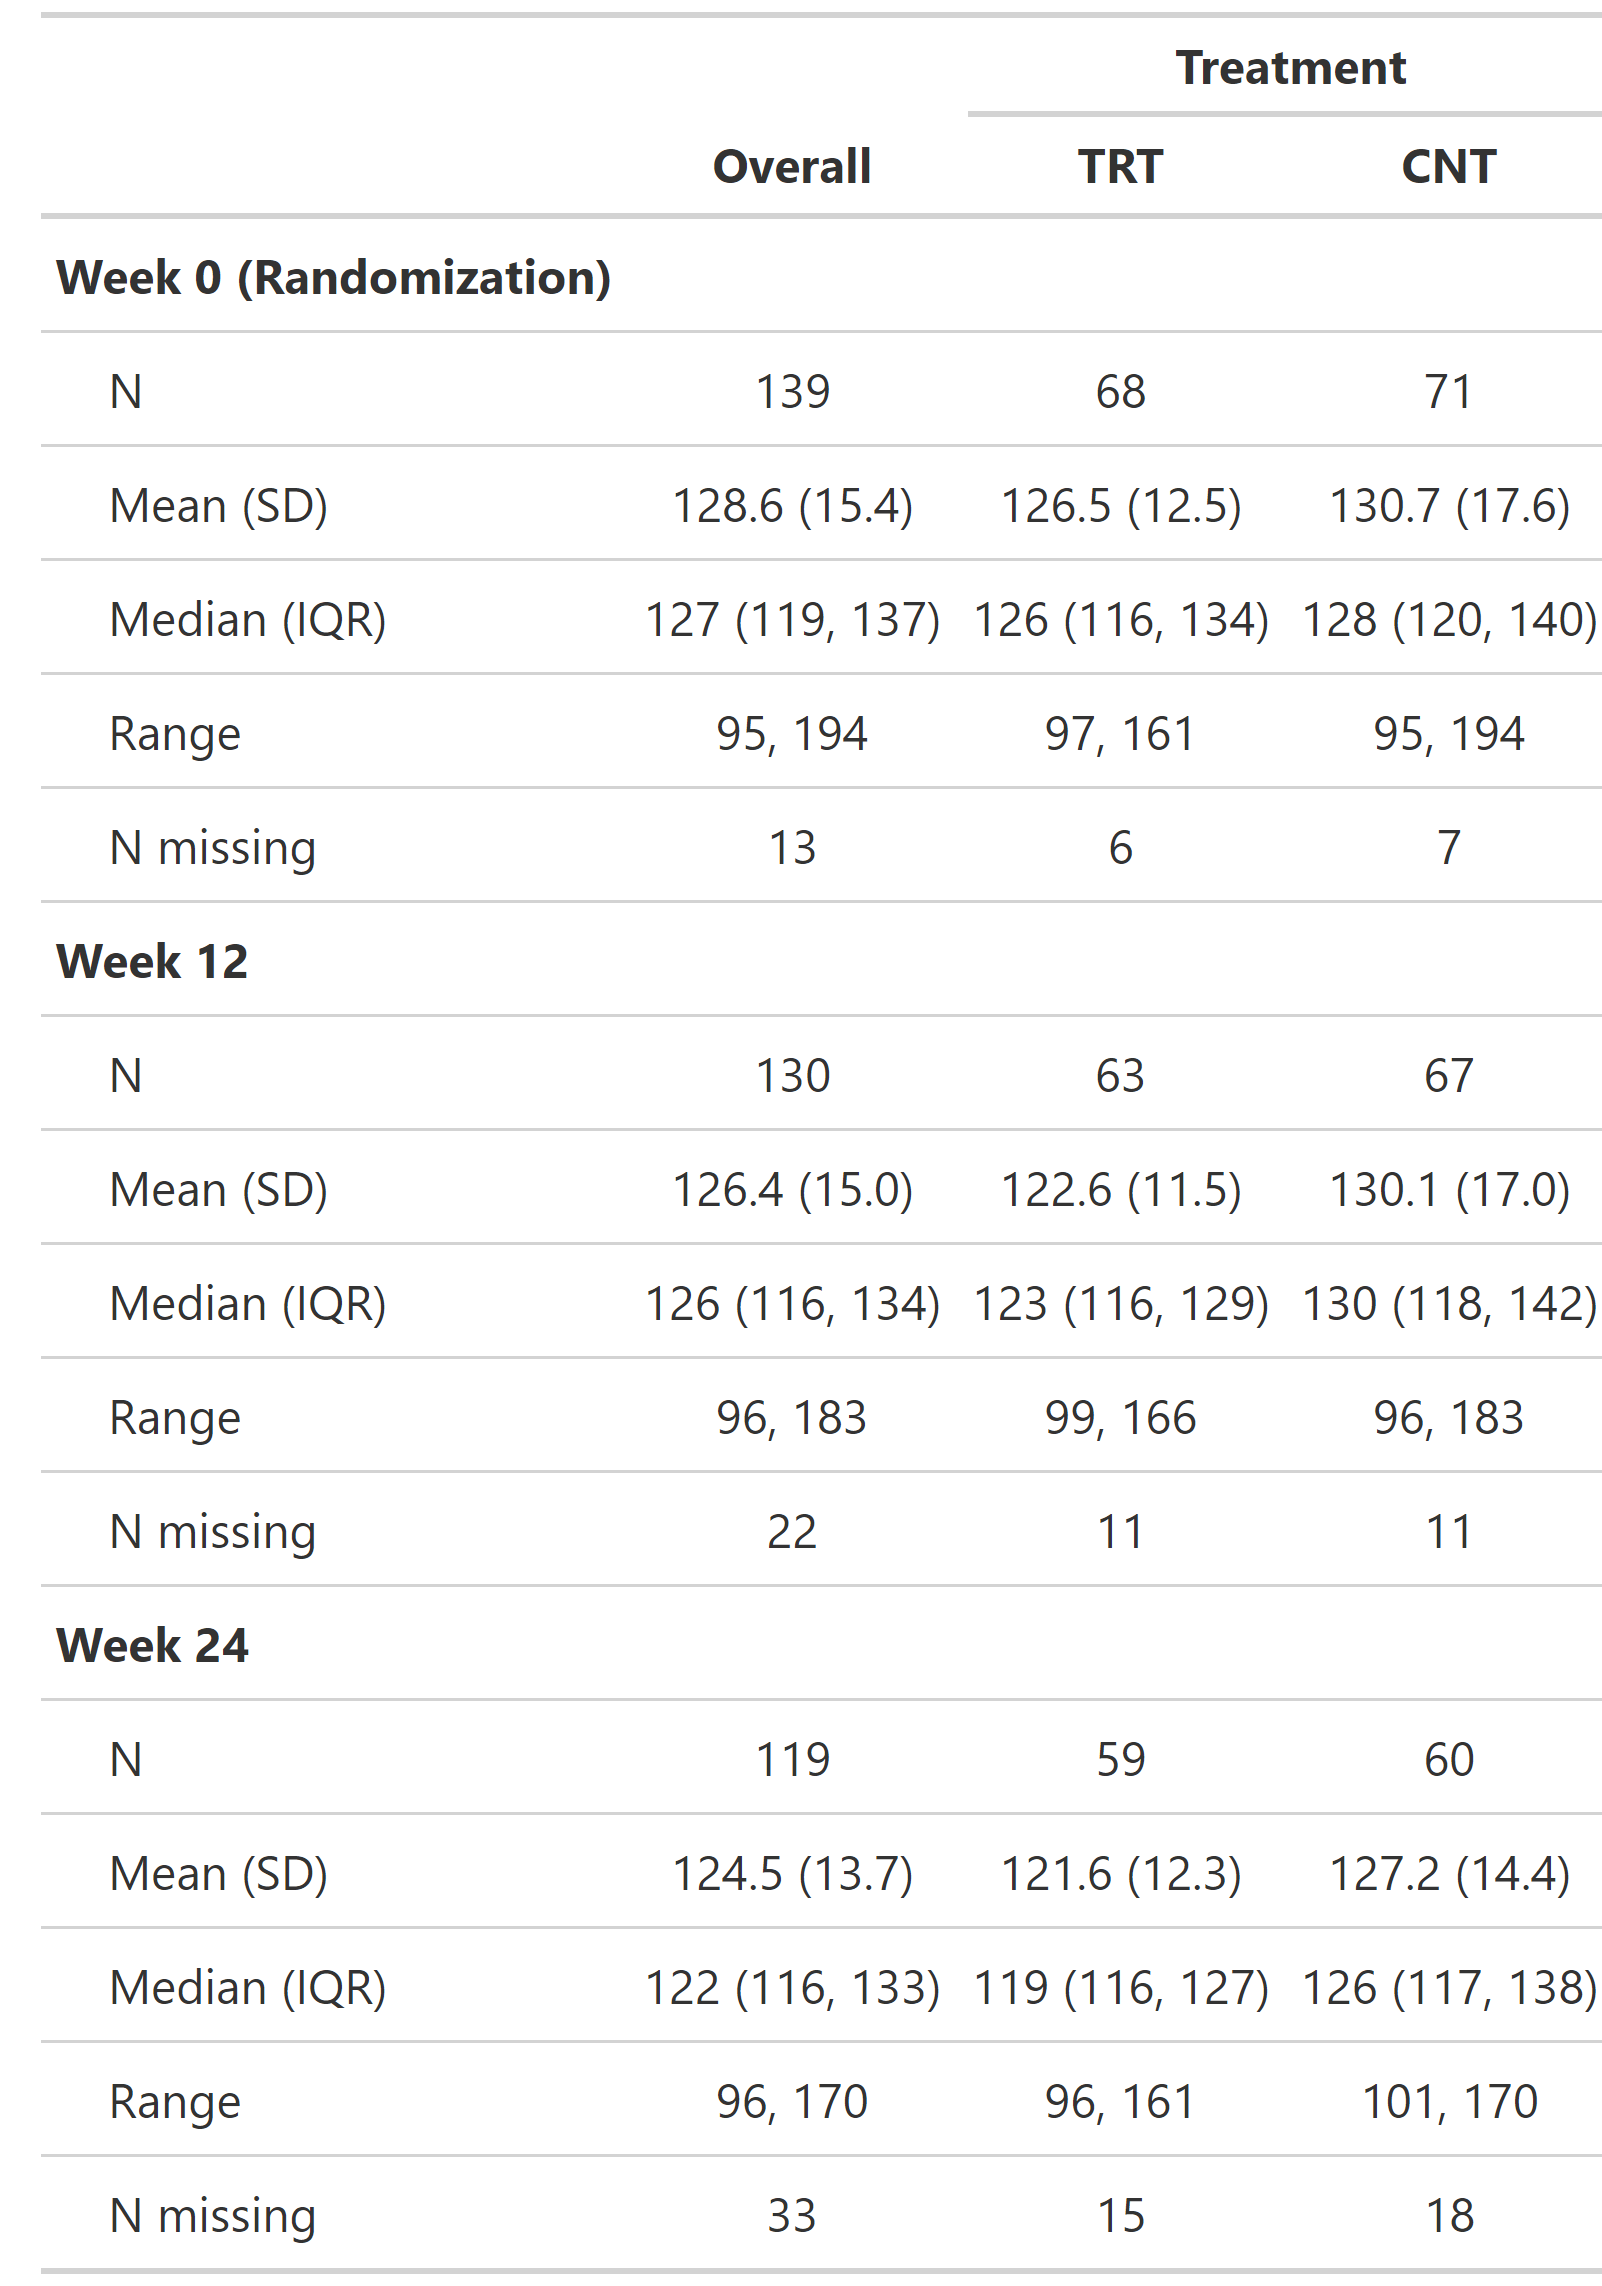 Treatment
Overall TRT CNT
Week 0 (Randomization)
N 139 68 71
Mean (SD) 128.6 (15.4) 126.5 (12.5) 130.7 (17.6)
Median (IQR) 127 (119, 137) 126 (116, 134) 128 (120, 140)
Range 95, 194 97, 161 95, 194
N missing 13 6 7
Week 12
N 130 63 67
Mean (SD) 126.4 (15.0) 122.6 (11.5) 130.1 (17.0)
Median (IQR) 126 (116, 134) 123 (116, 129) 130 (118, 142)
Range 96, 183 99, 166 96, 183
N missing 22 11 11
Week 24
N 119 59 60
Mean (SD) 124.5 (13.7) 121.6 (12.3) 127.2 (14.4)
Median (IQR) 122 (116, 133) 119 (116, 127) 126 (117, 138)
Range 96, 170 96, 161 101, 170
N missing 33 15 18